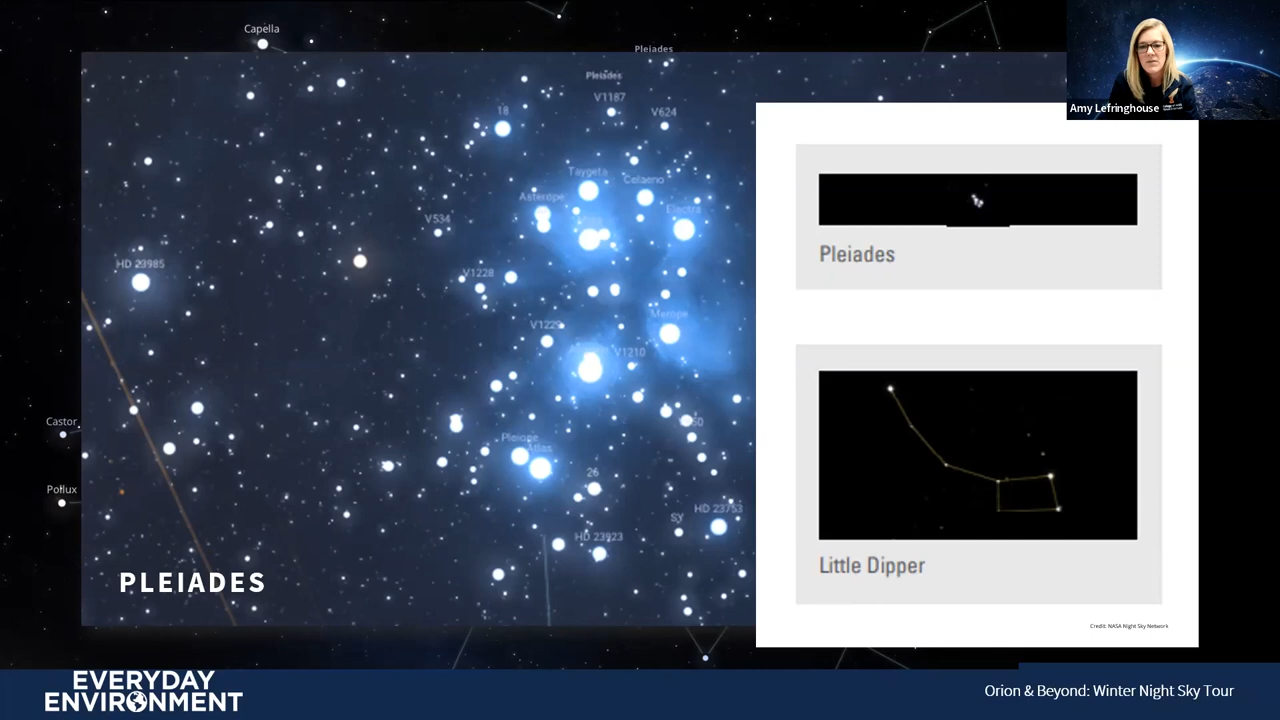 Capella
Pleiades
Pleiades
V1187
V624
18
Taygeta
Celaeno
Asterope
Electra
V534
HD 23985
V1228
Merope
V1229
V1210
Castor
Pleione
Atlas
26
Pollux
HD 23753
SY
HD 23923
PLEIADES
Amy Lefringhouse
Pleiades
Little Dipper
Credit: NASA Night Sky Network
EVERYDAY
ENVIRONMENT
Orion & Beyond: Winter Night Sky Tour